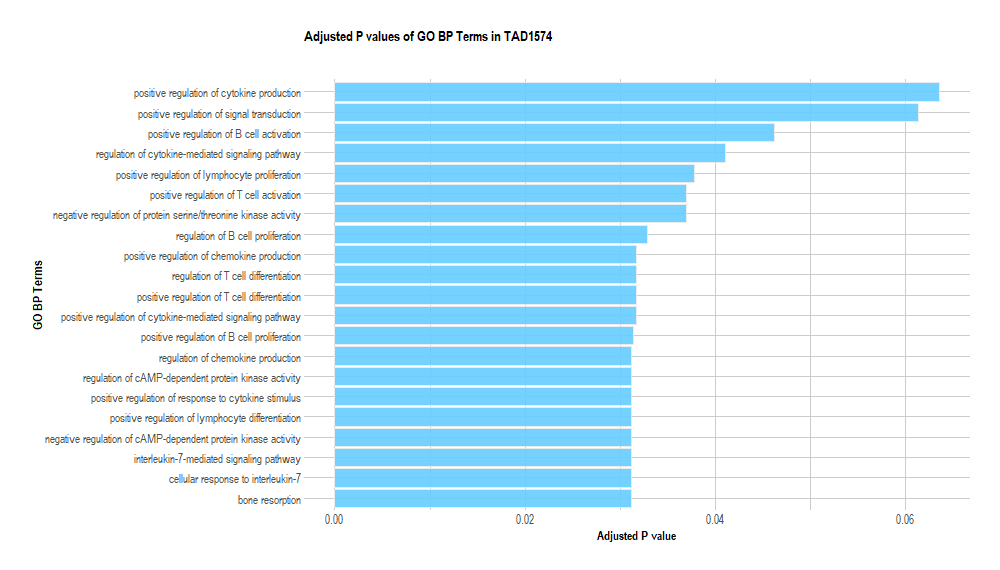 Adjusted P values of GO BP Terms in TAD1574
positive regulation of cytokine production
positive regulation of signal transduction
positive regulation of B cell activation
regulation of cytokine-mediated signaling pathway
positive regulation of lymphocyte proliferation
positive regulation of T cell activation
negative regulation of protein serine/threonine kinase activity
regulation of B cell proliferation
positive regulation of chemokine production
regulation of T cell differentiation
positive regulation of T cell differentiation
positive regulation of cytokine-mediated signaling pathway
positive regulation of B cell proliferation
regulation of chemokine production
regulation of cAMP-dependent protein kinase activity
positive regulation of response to cytokine stimulus
positive regulation of lymphocyte differentiation
negative regulation of cAMP-dependent protein kinase activity
interleukin-7-mediated signaling pathway
cellular response to interleukin-7
bone resorption
GO BP Terms
0.00 0.02 0.04 0.06
Adjusted P value